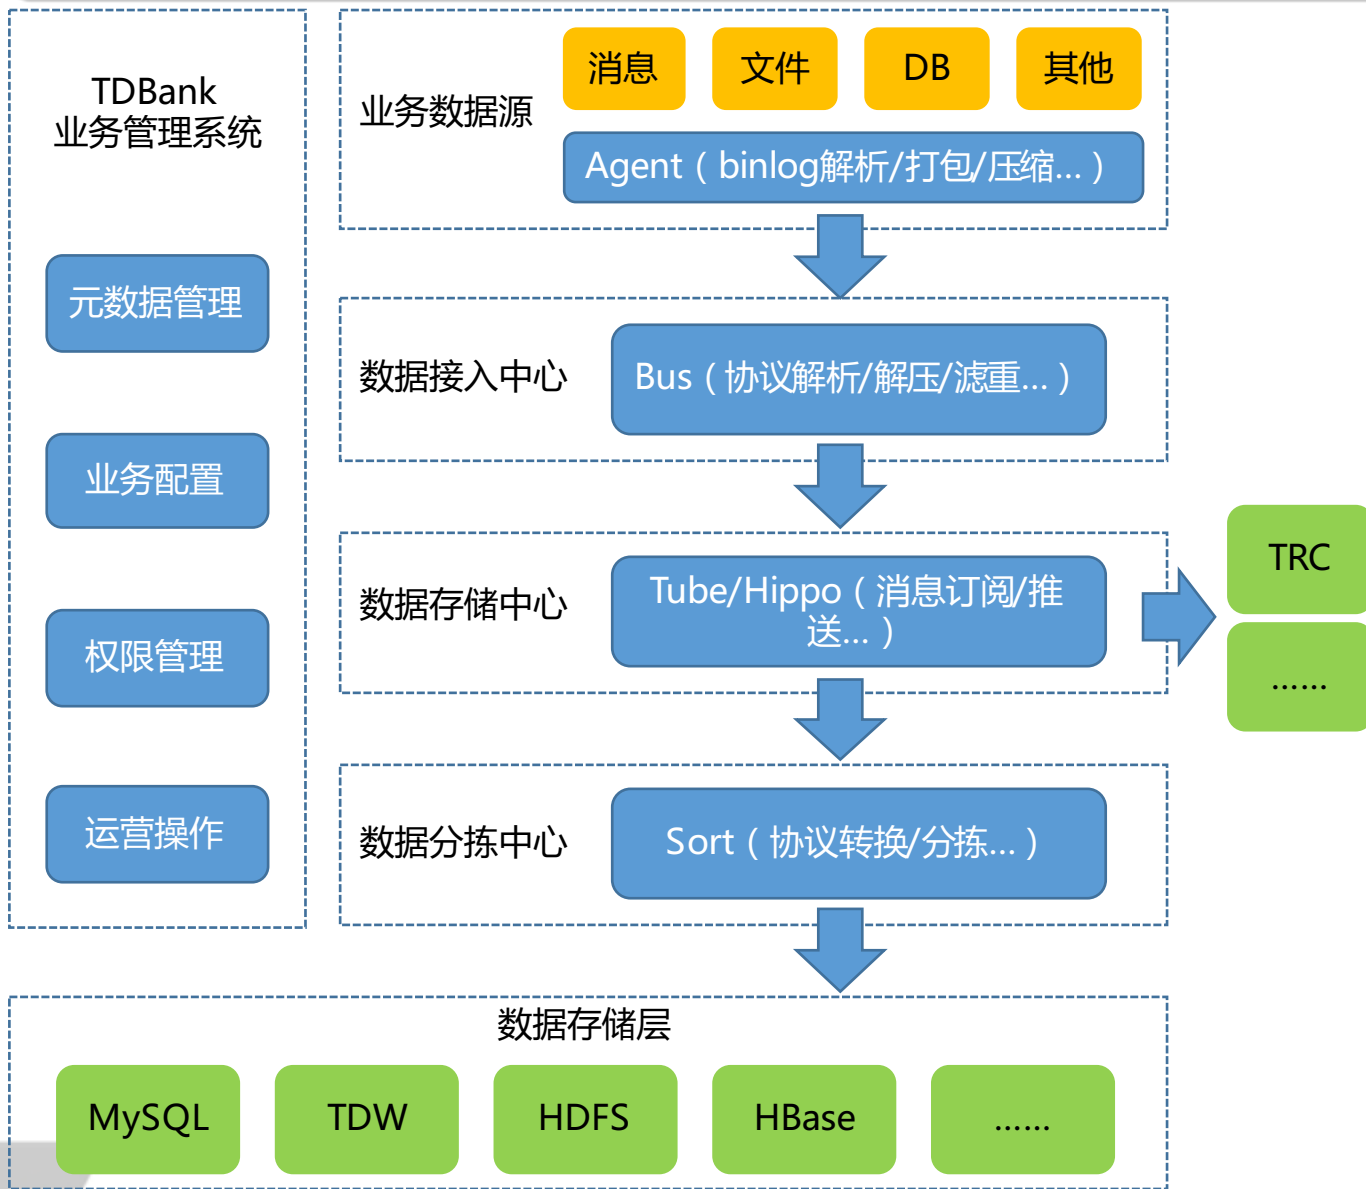 TDBank
业务管理系统
元数据管理
业务配置
权限管理
运营操作
业务数据源
消息
文件
DB
其他
Agent（binlog解析/打包/压缩…）
数据接入中心
Bus（协议解析/解压/滤重…）
数据存储中心
Tube/Hippo（消息订阅/推
送…）
TRC
……
数据分拣中心
Sort（协议转换/分拣…）
数据存储层
MySQL
TDW
HDFS
HBase
……